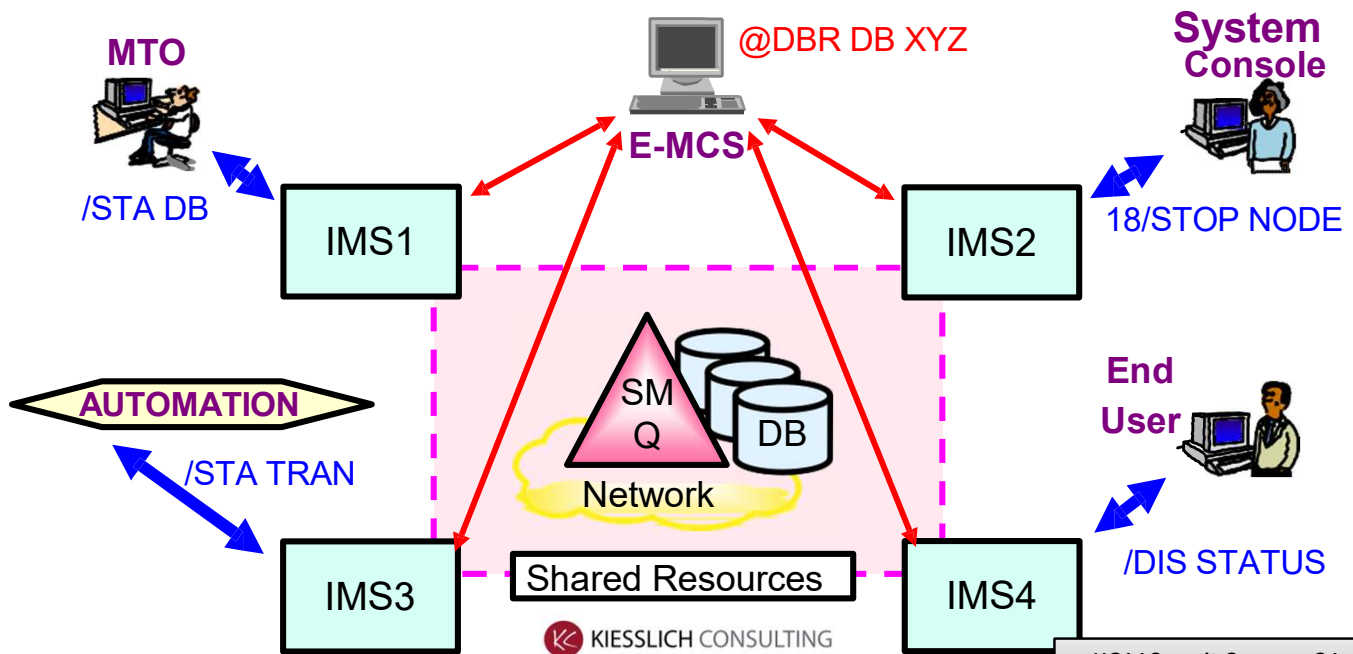 MTO
@DBR DB XYZ
System
Console
E-MCS
/STA DB
18/STOP NODE
IMS1
IMS2
AUTOMATION
SM
Q
DB
End
User
/STA TRAN
Network
/DIS STATUS
IMS3
Shared Resources
IMS4
KC KIESSLICH CONSULTING